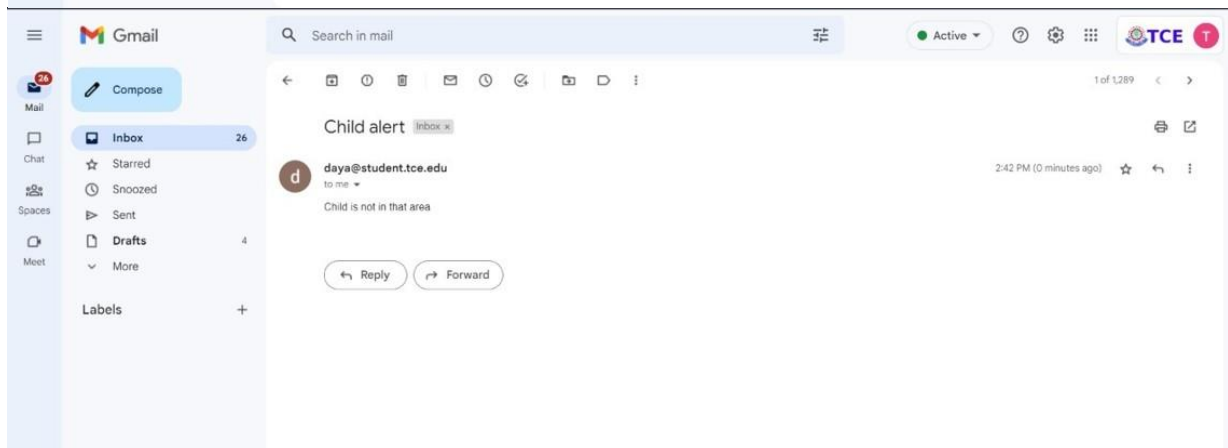 Gmail
Search in mail
Active
TCE
T
26
Mail
Compose
1 of 1,289
Child alert Inbox x
Inbox 26
Chat
Starred
d
daya@student.tce.edu
2:42 PM (0 minutes ago)
to me
Snoozed
Child is not in that area
Spaces
Sent
Drafts 4
Meet
More
Reply
Forward
Labels